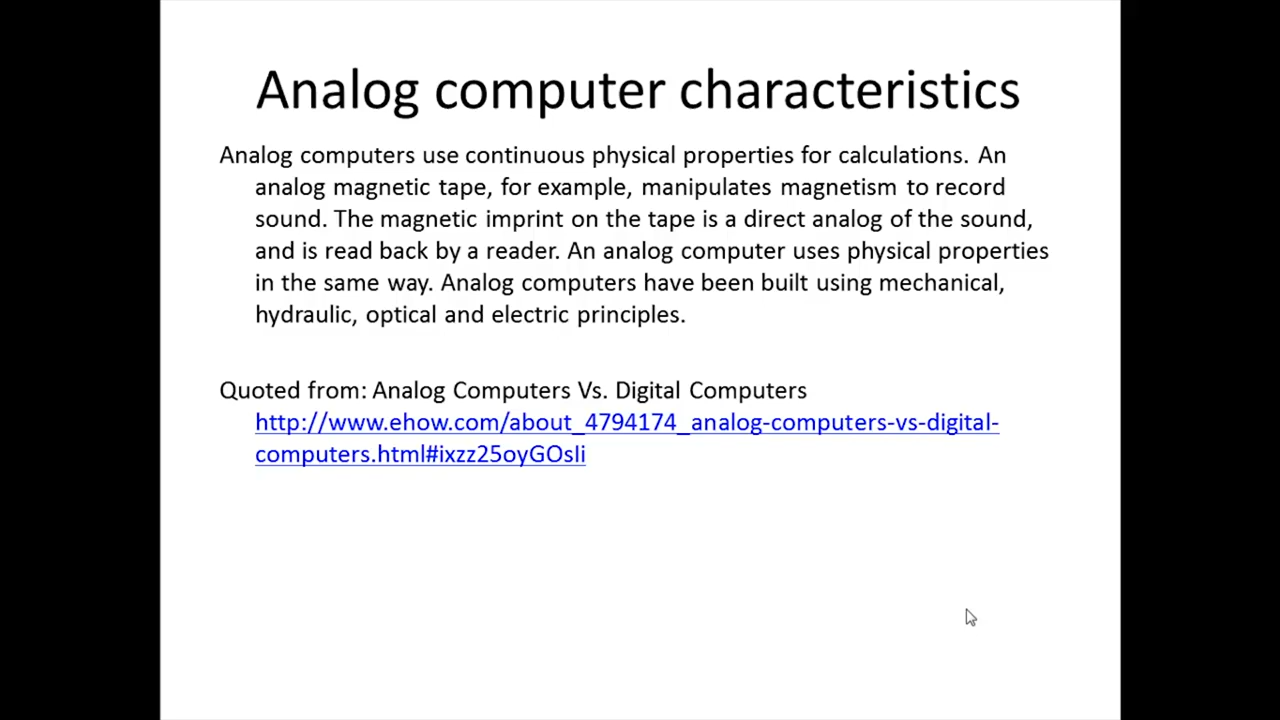 Analog computer characteristics
Analog computers use continuous physical properties for calculations. An
analog magnetic tape, for example, manipulates magnetism to record
sound. The magnetic imprint on the tape is a direct analog of the sound,
and is read back by a reader. An analog computer uses physical properties
in the same way. Analog computers have been built using mechanical,
hydraulic, optical and electric principles.
Quoted from: Analog Computers Vs. Digital Computers
http://www.ehow.com/about_4794174_analog-computers-vs-digital-
computers.html#ixzz25oyGOsli